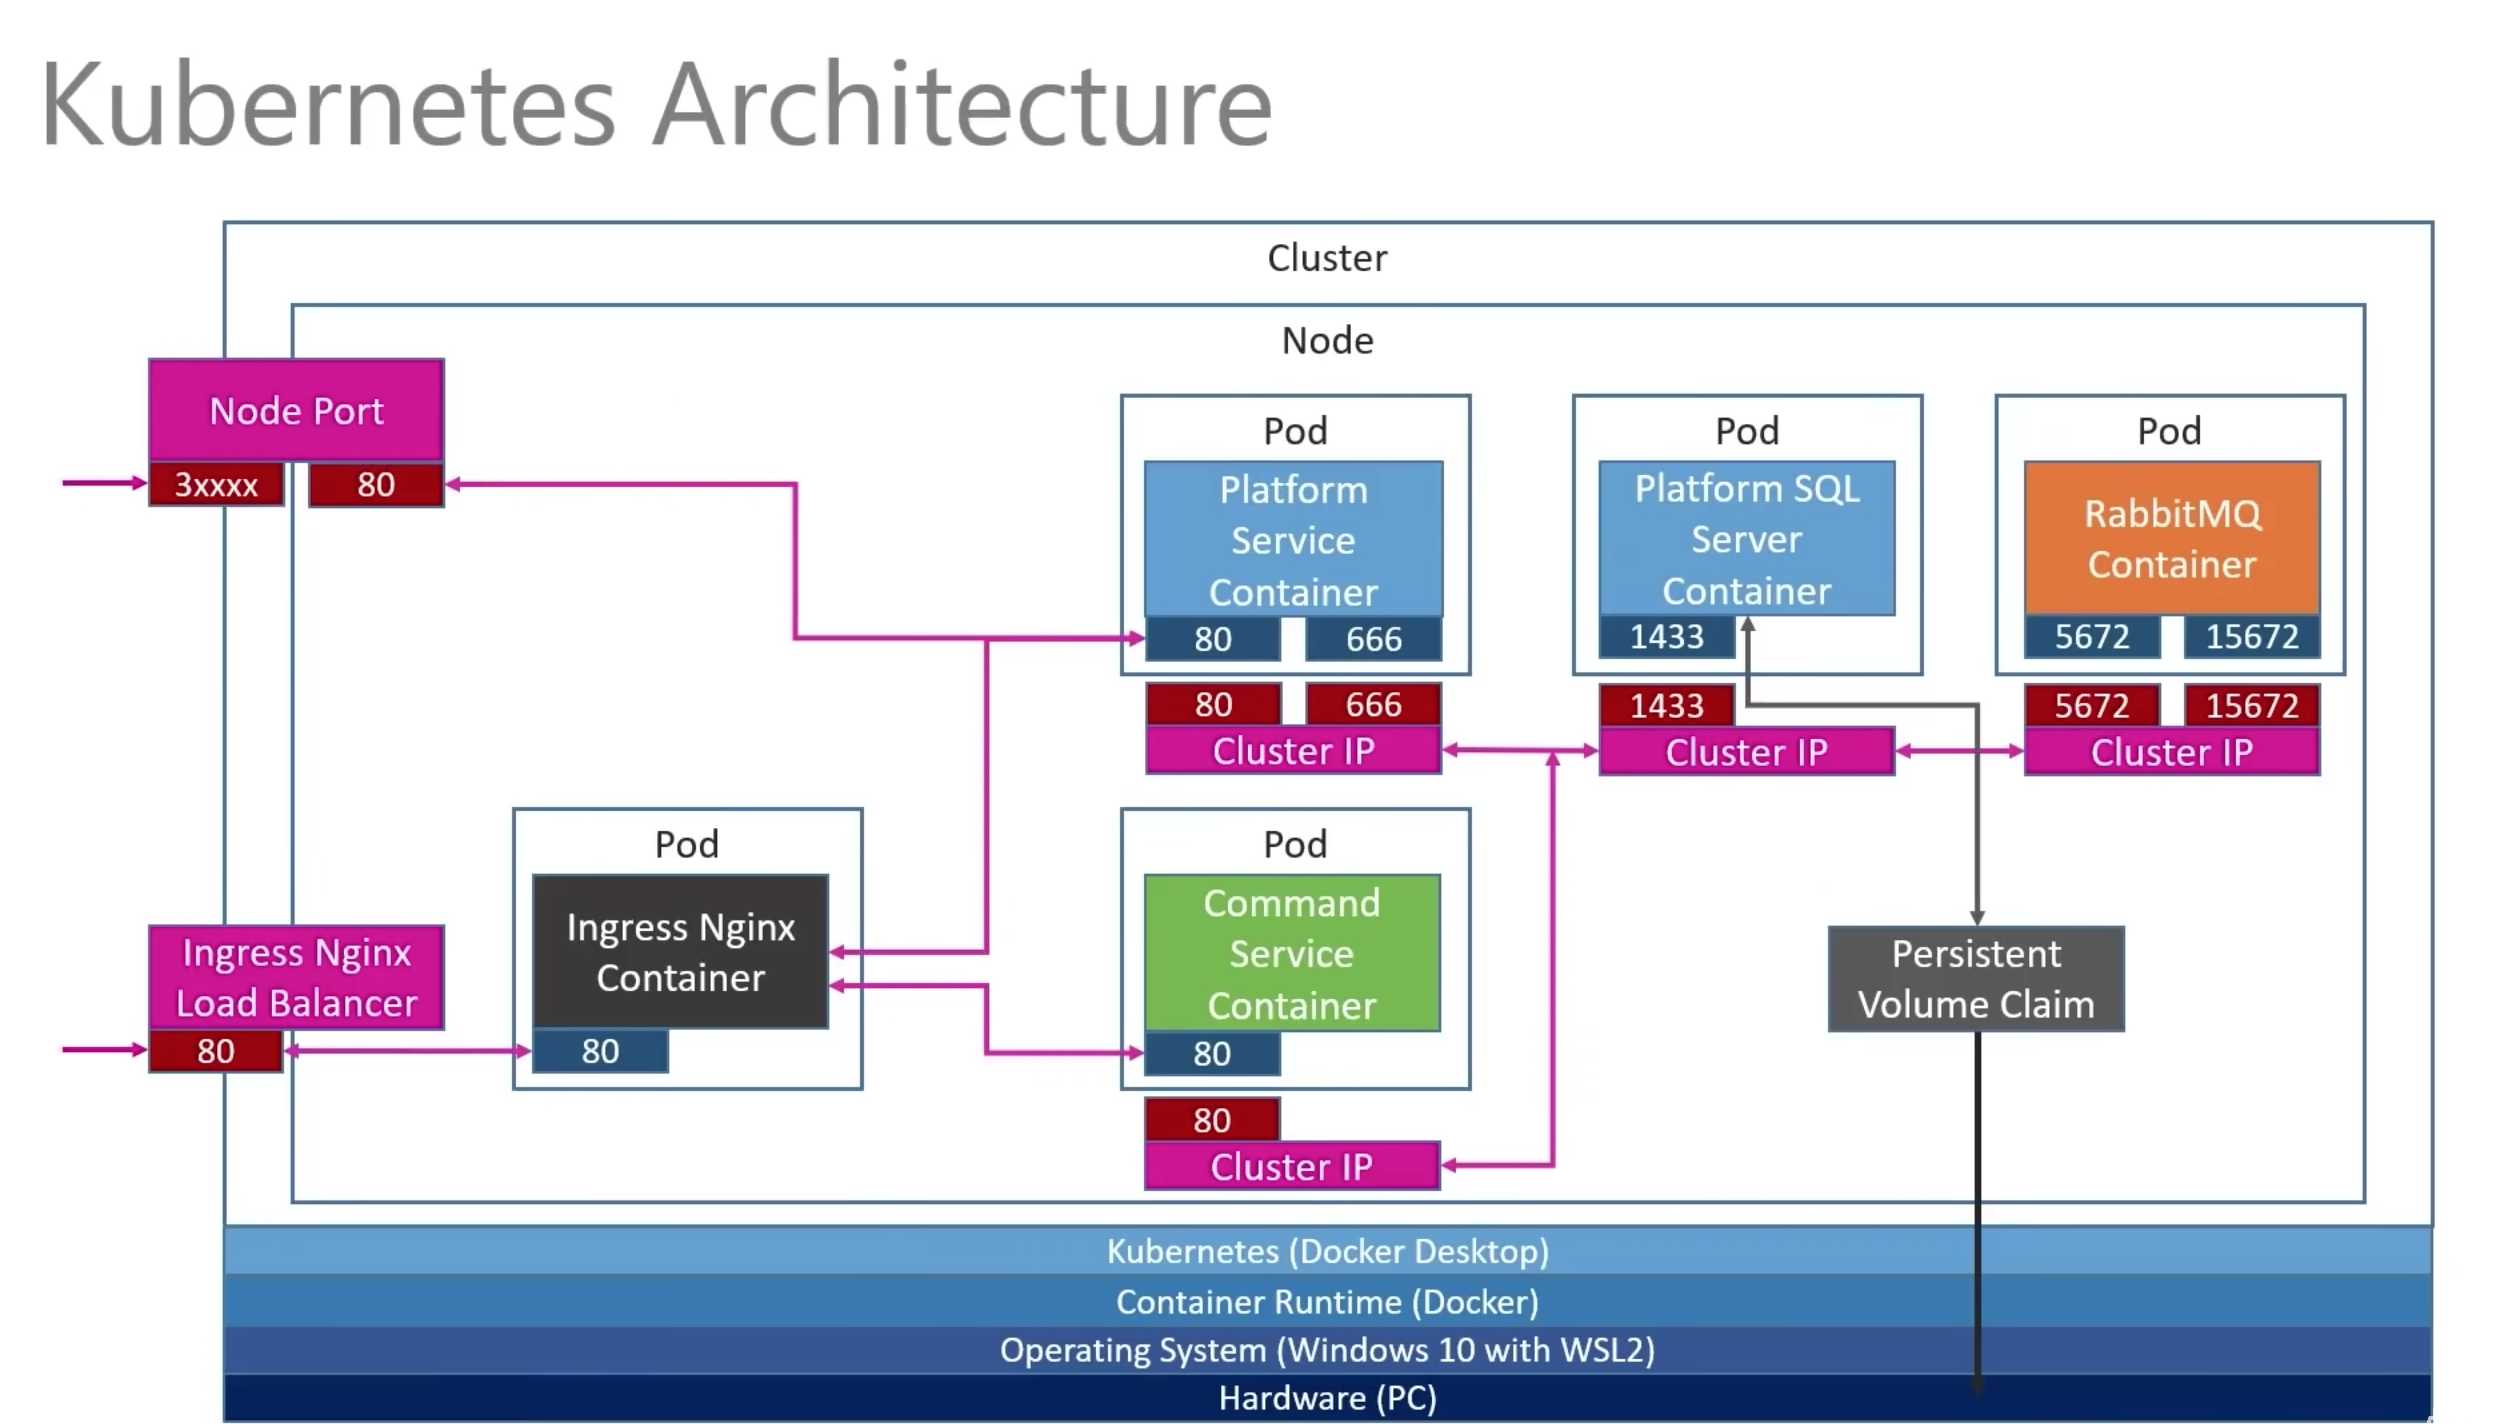 Kubernetes Architecture
Cluster
Node
Node Port
3xxxx
80
Pod
Platform
Service
Container
80
666
80
666
Cluster IP
Pod
Platform SQL
Server
Container
1433
1433
Cluster IP
Pod
RabbitMQ
Container
5672
15672
5672
15672
Cluster IP
Ingress Nginx
Load Balancer
80
Pod
Ingress Nginx
Container
80
Pod
Command
Service
Container
80
80
Cluster IP
Persistent
Volume Claim
Kubernetes (Docker Desktop)
Container Runtime (Docker)
Operating System (Windows 10 with WSL2)
Hardware (PC)